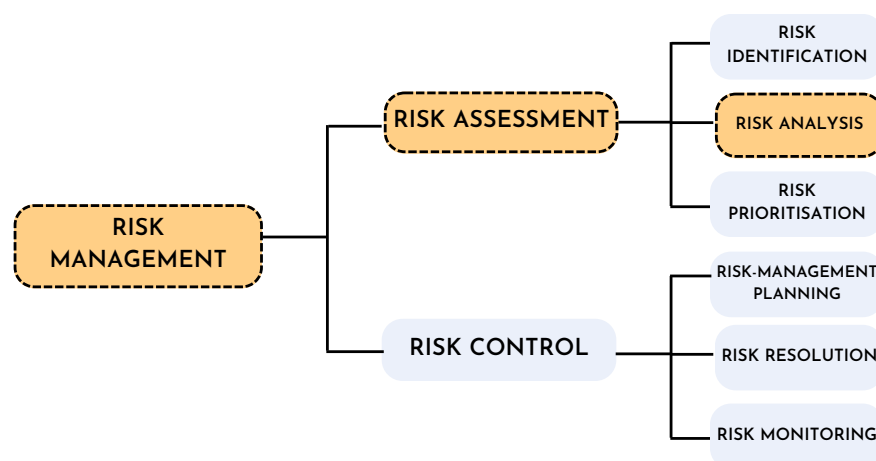 RISK
IDENTIFICATION
RISK ASSESSMENT
RISK ANALYSIS
RISK
PRIORITISATION
RISK
MANAGEMENT
RISK-MANAGEMENT
PLANNING
RISK CONTROL
RISK RESOLUTION
RISK MONITORING